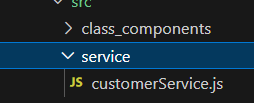 src
class_components
service
JS customerService.js